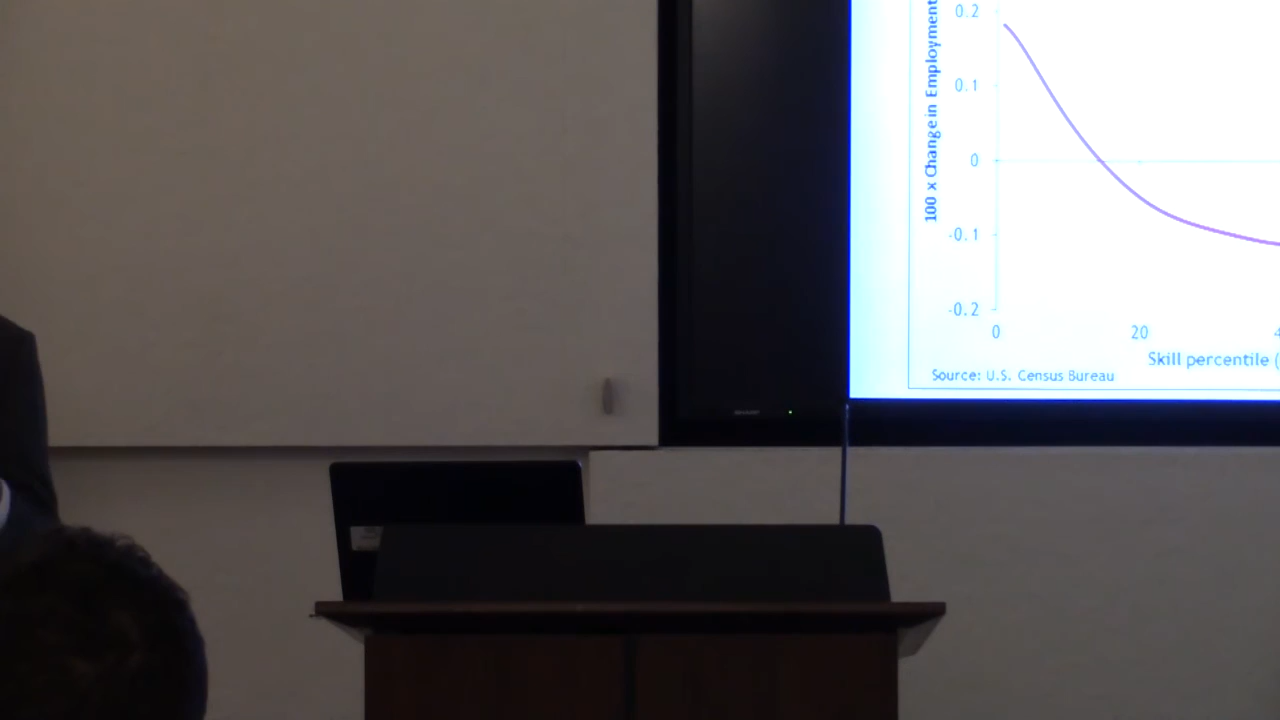 0.2
0.1
0
-0.1
-0.2
100 x Change in Employment
0
20
Skill percentile (
Source: U.S. Census Bureau
SHARP